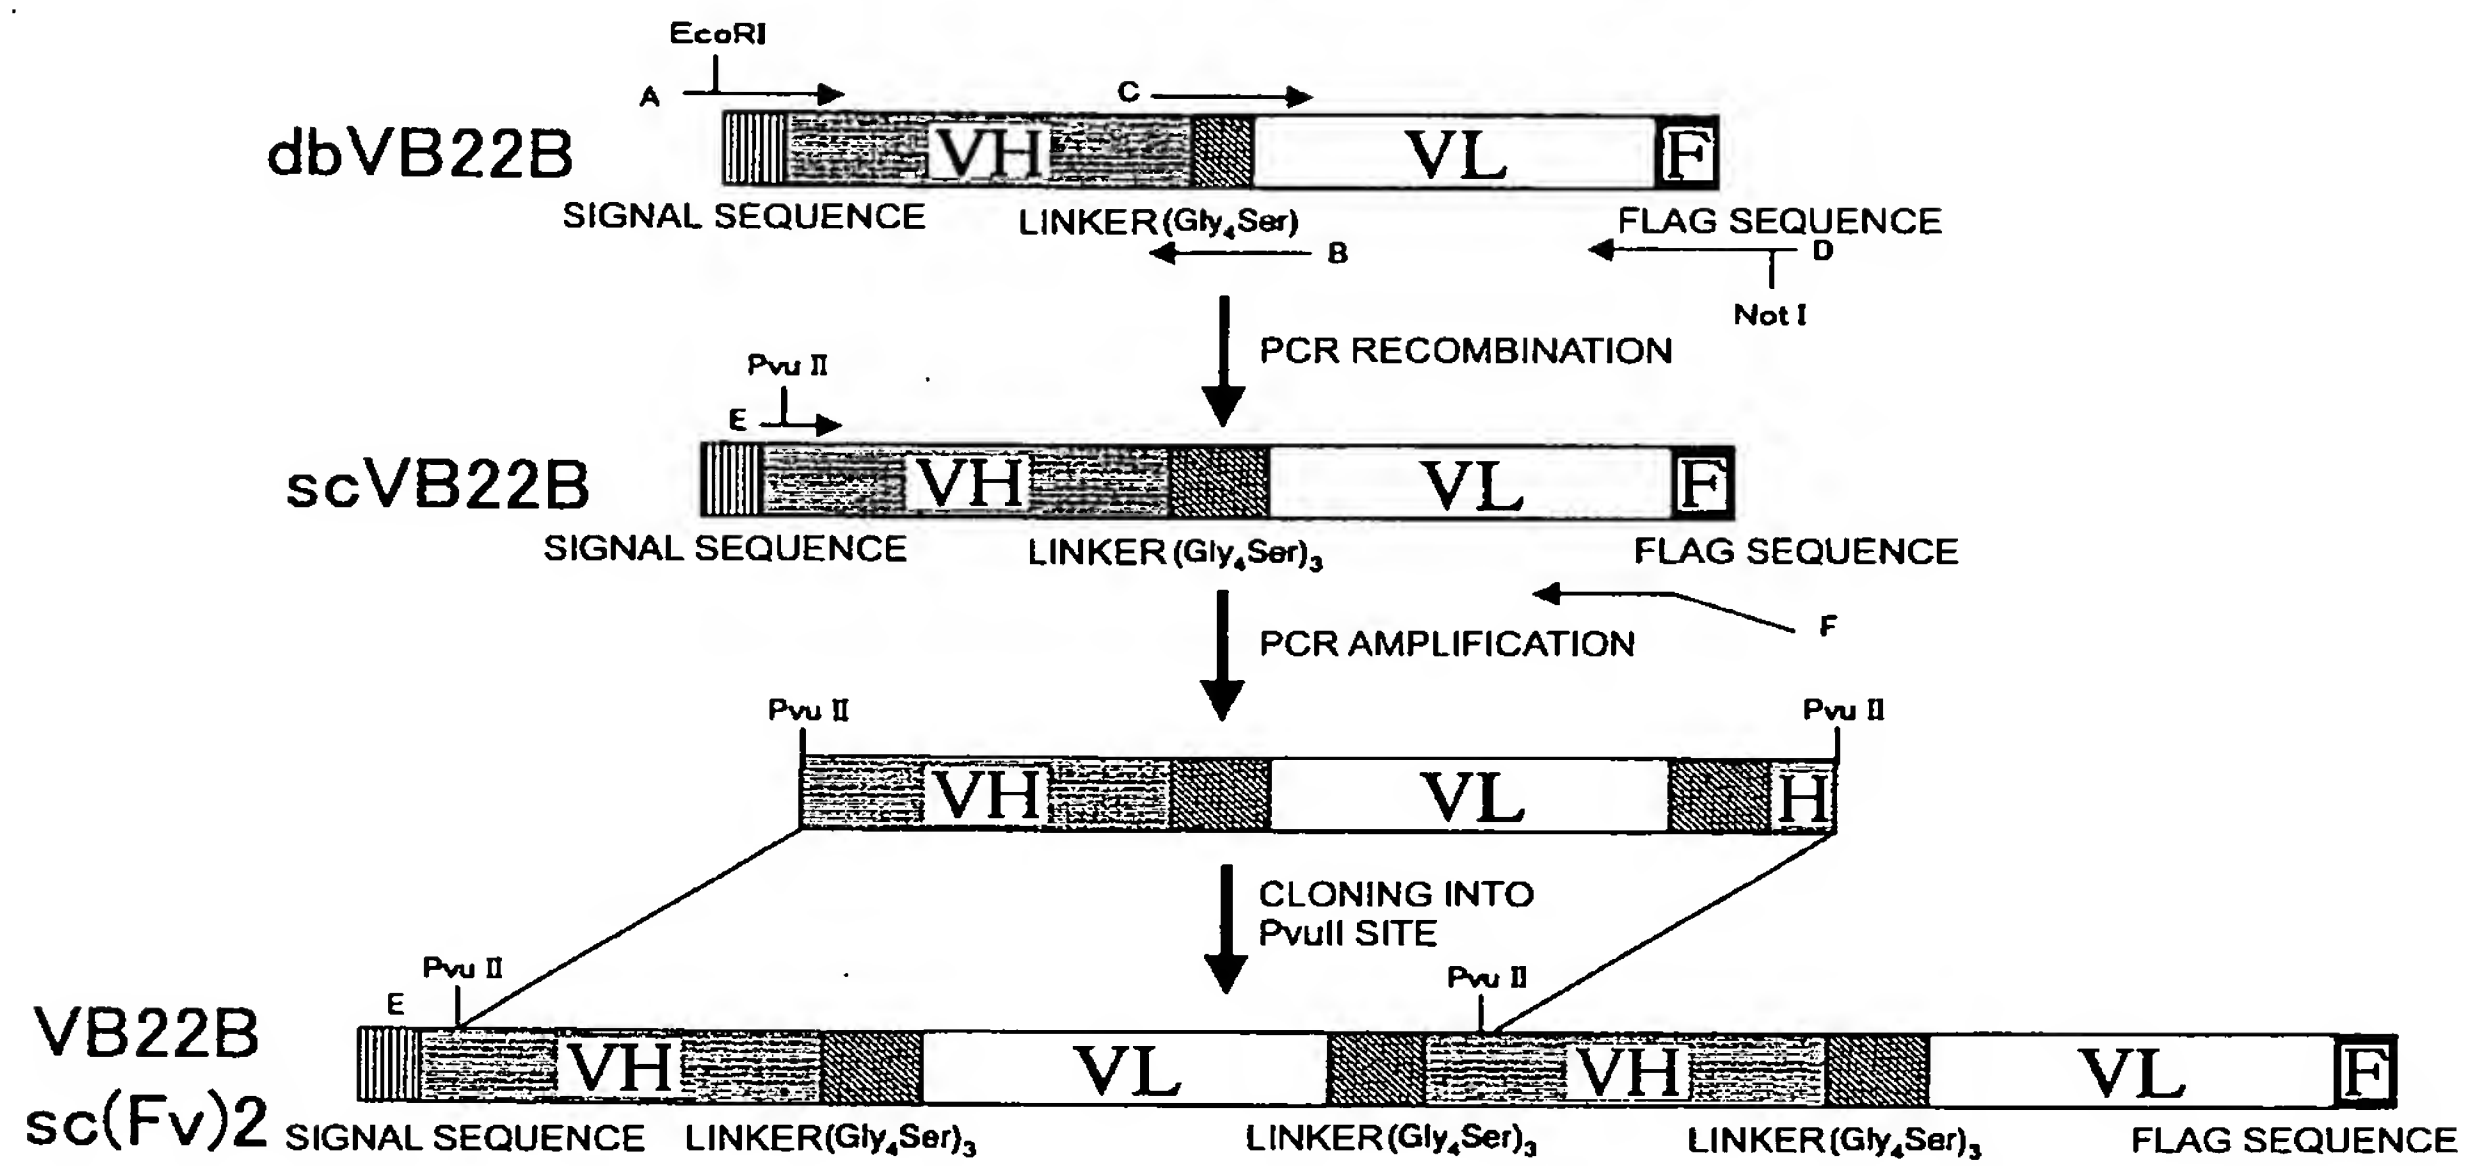 EcoRI
A
C
dbVB22B
VH
VL
F
SIGNAL SEQUENCE
LINKER(Gly₄Ser)
FLAG SEQUENCE
B
D
Not I
PCR RECOMBINATION
Pvu II
E
scVB22B
VH
VL
F
SIGNAL SEQUENCE
LINKER(Gly₄Ser)₃
FLAG SEQUENCE
F
PCR AMPLIFICATION
Pvu II
Pvu II
VH
VL
H
CLONING INTO
PvuII SITE
Pvu II
Pvu II
E
VB22B
sc(Fv)2
VH
VL
VH
VL
F
SIGNAL SEQUENCE
LINKER(Gly₄Ser)₃
LINKER(Gly₄Ser)₃
LINKER(Gly₄Ser)₃
FLAG SEQUENCE